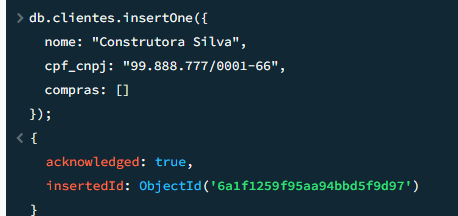 > db.clientes.insertOne({
nome: "Construtora Silva",
cpf_cnpj: "99.888.777/0001-66",
compras: []
});
< {
acknowledged: true,
insertedId: ObjectId('6a1f1259f95aa94bbd5f9d97')
}